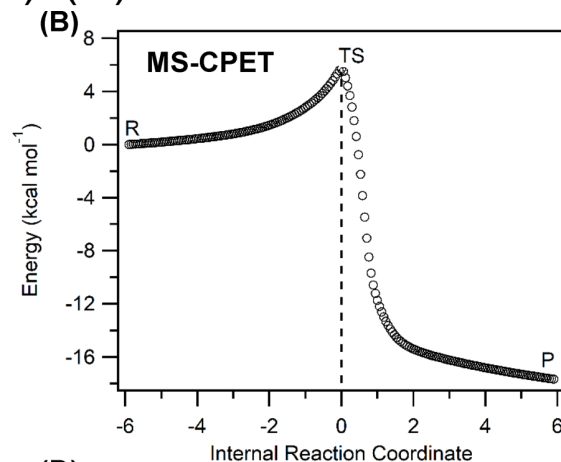 (B)
MS-CPET
TS
R
P
8
4
0
-4
-8
-12
-16
Energy (kcal mol⁻¹)
-6
-4
-2
0
2
4
6
Internal Reaction Coordinate